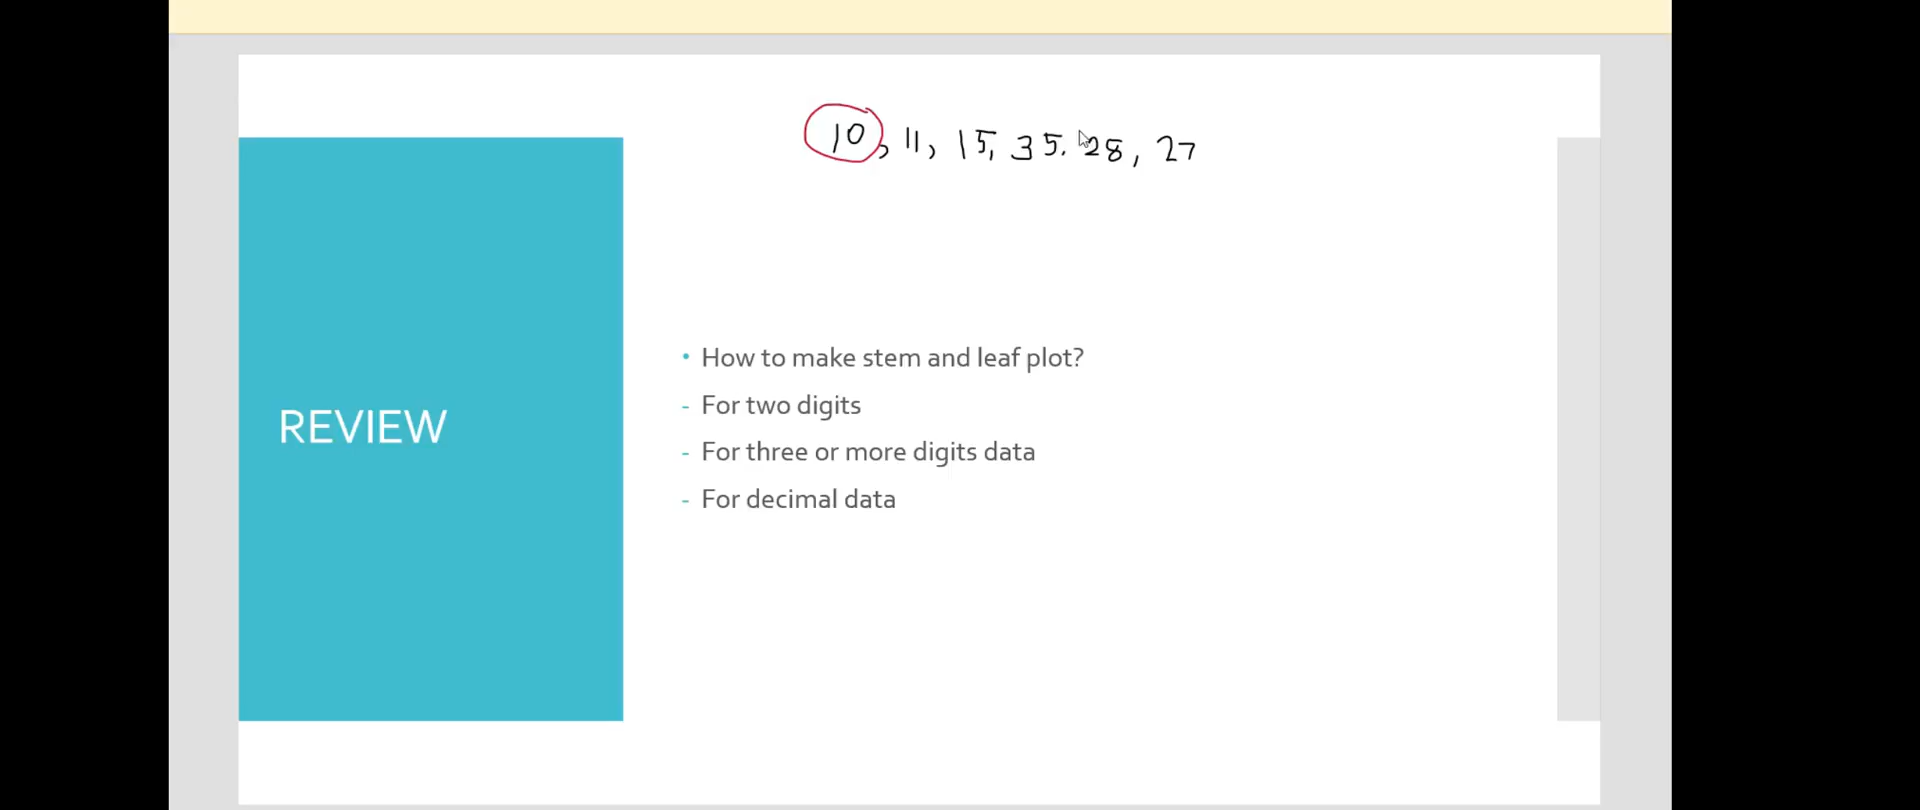 10, 11, 15, 35. 28, 27
REVIEW
• How to make stem and leaf plot?
- For two digits
- For three or more digits data
- For decimal data